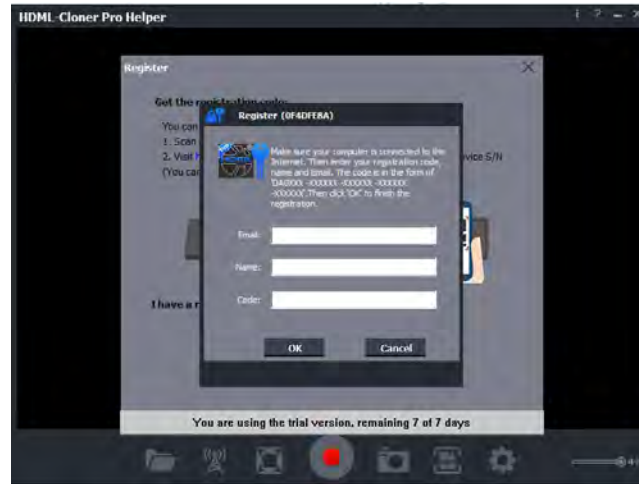 HDML-Cloner Pro Helper
Register
Get the registration code:
You can
1. Scan
2. Visit
(You can
vice S/N
Register (0F4DFE8A)
Make sure your computer is connected to the
Internet. Then enter your registration code,
name and Email. The code is in the form of
Then click 'OK' to finish the
registration.
Email:
Name:
Code:
I have a r
OK
Cancel
You are using the trial version, remaining 7 of 7 days